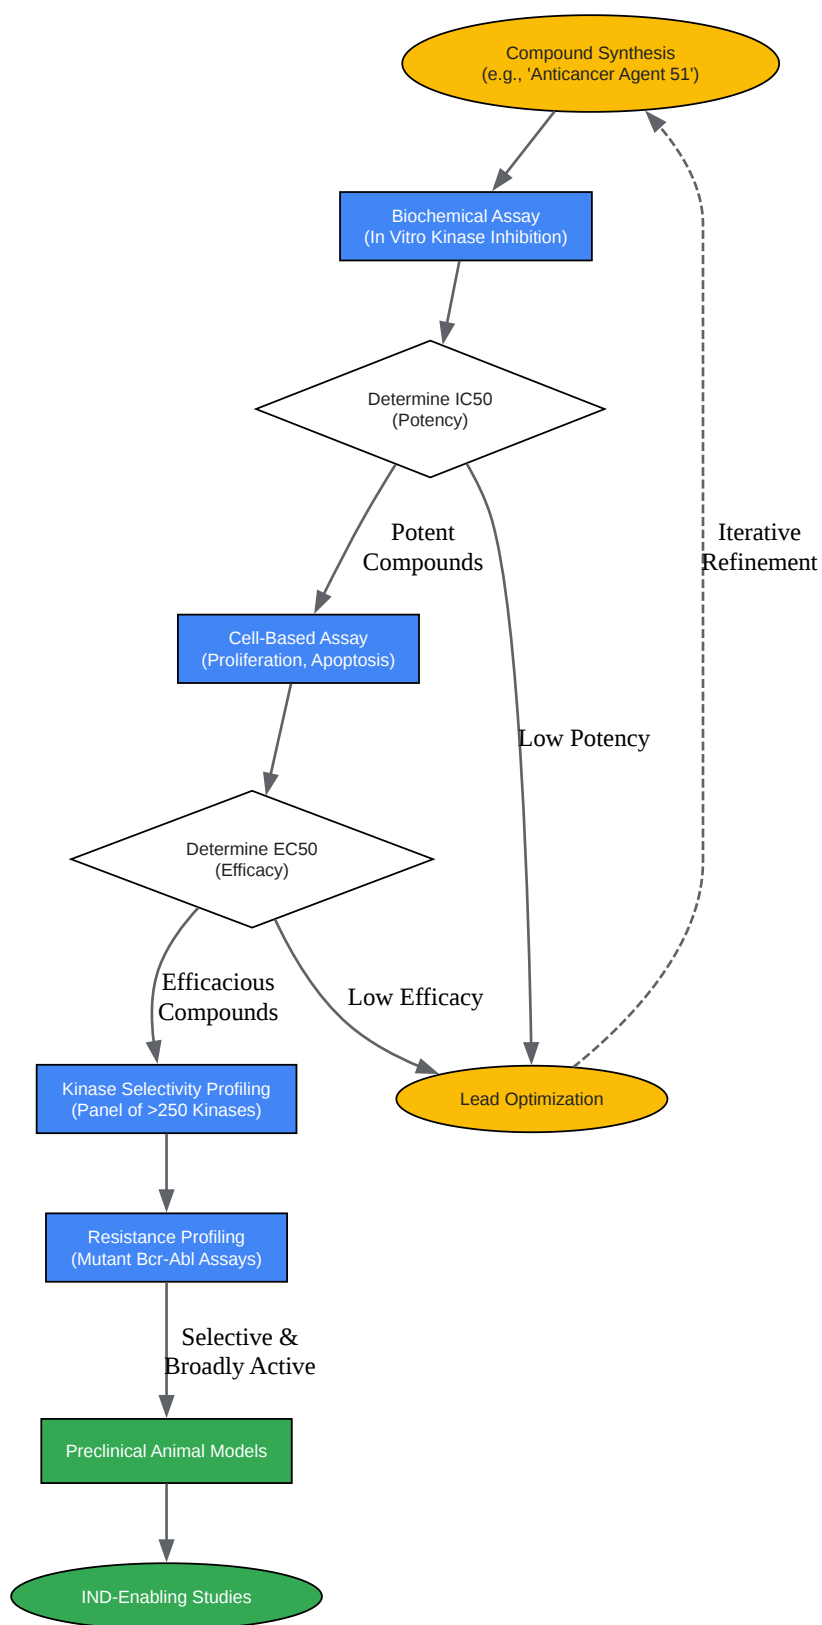 Compound Synthesis
(e.g., 'Anticancer Agent 51')
Biochemical Assay
(In Vitro Kinase Inhibition)
Determine IC50
(Potency)
Potent
Compounds
Iterative
Refinement
Cell-Based Assay
(Proliferation, Apoptosis)
Low Potency
Determine EC50
(Efficacy)
Efficacious
Compounds
Low Efficacy
Kinase Selectivity Profiling
(Panel of >250 Kinases)
Lead Optimization
Resistance Profiling
(Mutant Bcr-Abl Assays)
Selective &
Broadly Active
Preclinical Animal Models
IND-Enabling Studies